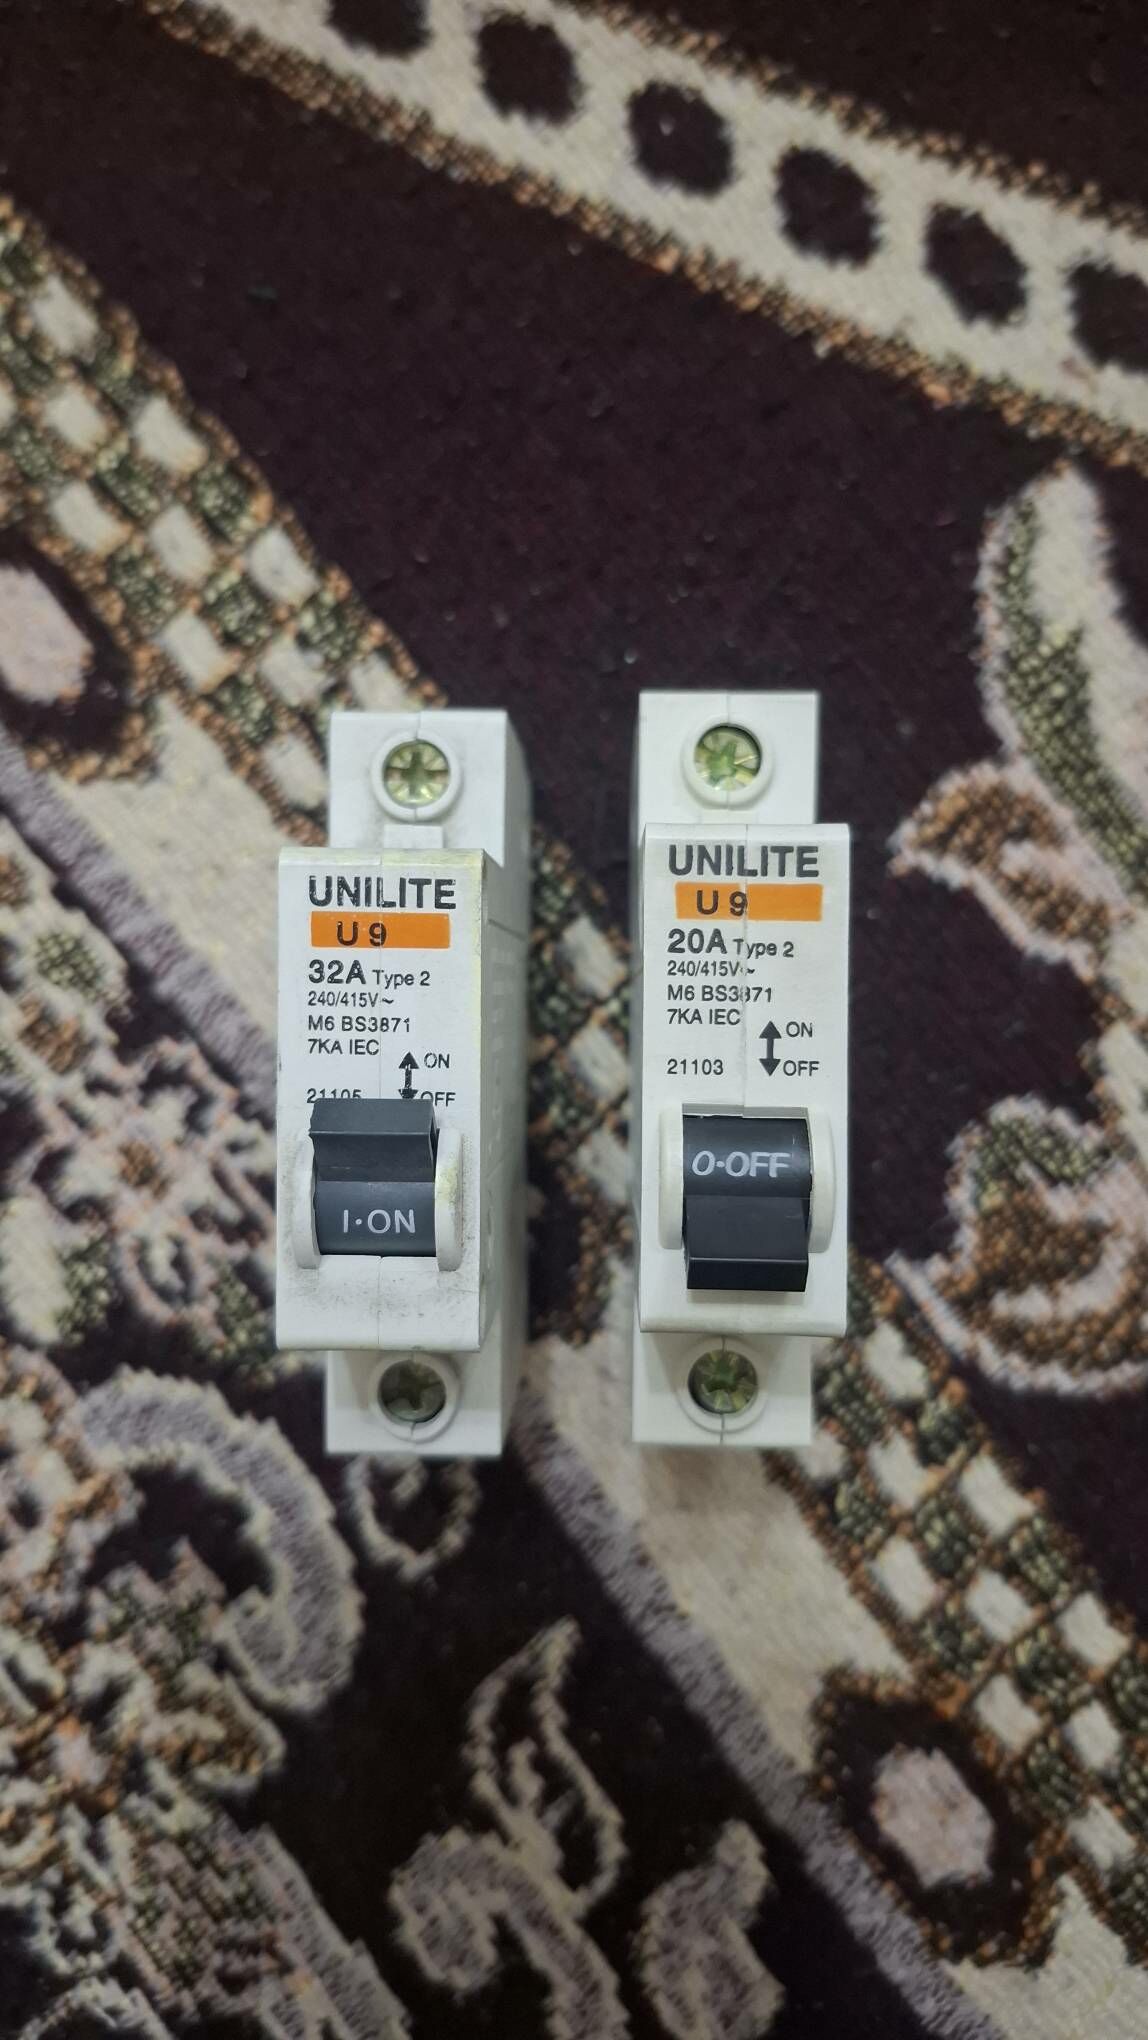 UNILITE
U 9
32A Type 2
240/415V~
M6 BS3871
7KA IEC
ON
21105
OFF
I·ON
UNILITE
U 9
20A Type 2
240/415V~
M6 BS3871
7KA IEC
ON
21103
OFF
O·OFF